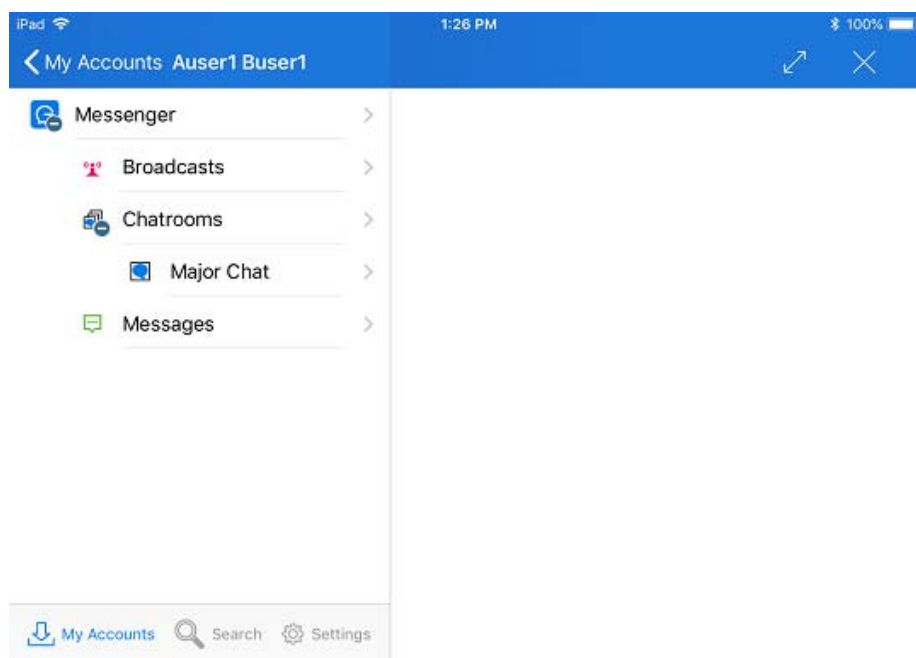 iPad 1:26 PM 100%
My Accounts Auser1 Buser1
Messenger
Broadcasts
Chatrooms
Major Chat
Messages
My Accounts Search Settings